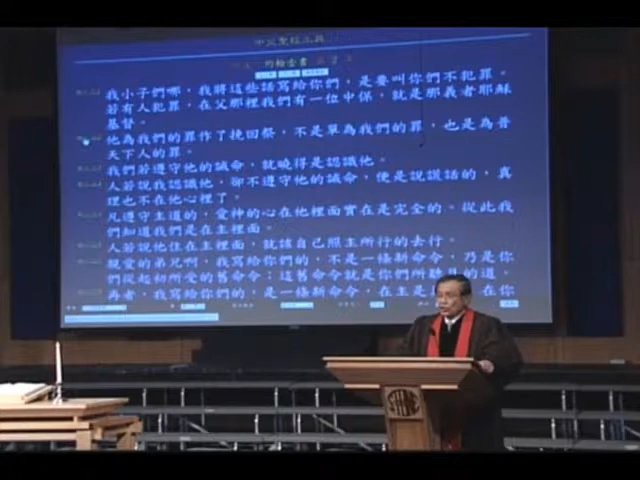 約翰壹書 第 2 章
我小子們哪，我將這些話寫給你們，是要叫你們不犯罪。
若有人犯罪，在父那裡我們有一位中保，就是那義者耶穌
基督。
他為我們的罪作了挽回祭，不是單為我們的罪，也是為普
天下人的罪。
我們若遵守他的誡命，就曉得是認識他。
人若說我認識他，卻不遵守他的誡命，便是說謊話的，真
理也不在他心裡了。
凡遵守主道的，愛神的心在他裡面實在是完全的。從此我
們知道我們是在主裡面。
人若說他住在主裡面，就該自己照主所行的去行。
親愛的弟兄啊，我寫給你們的，不是一條新命令，乃是你
們從起初所受的舊命令；這舊命令就是你們所聽見的道。
再者，我寫給你們的，是一條新命令，在主是 在你